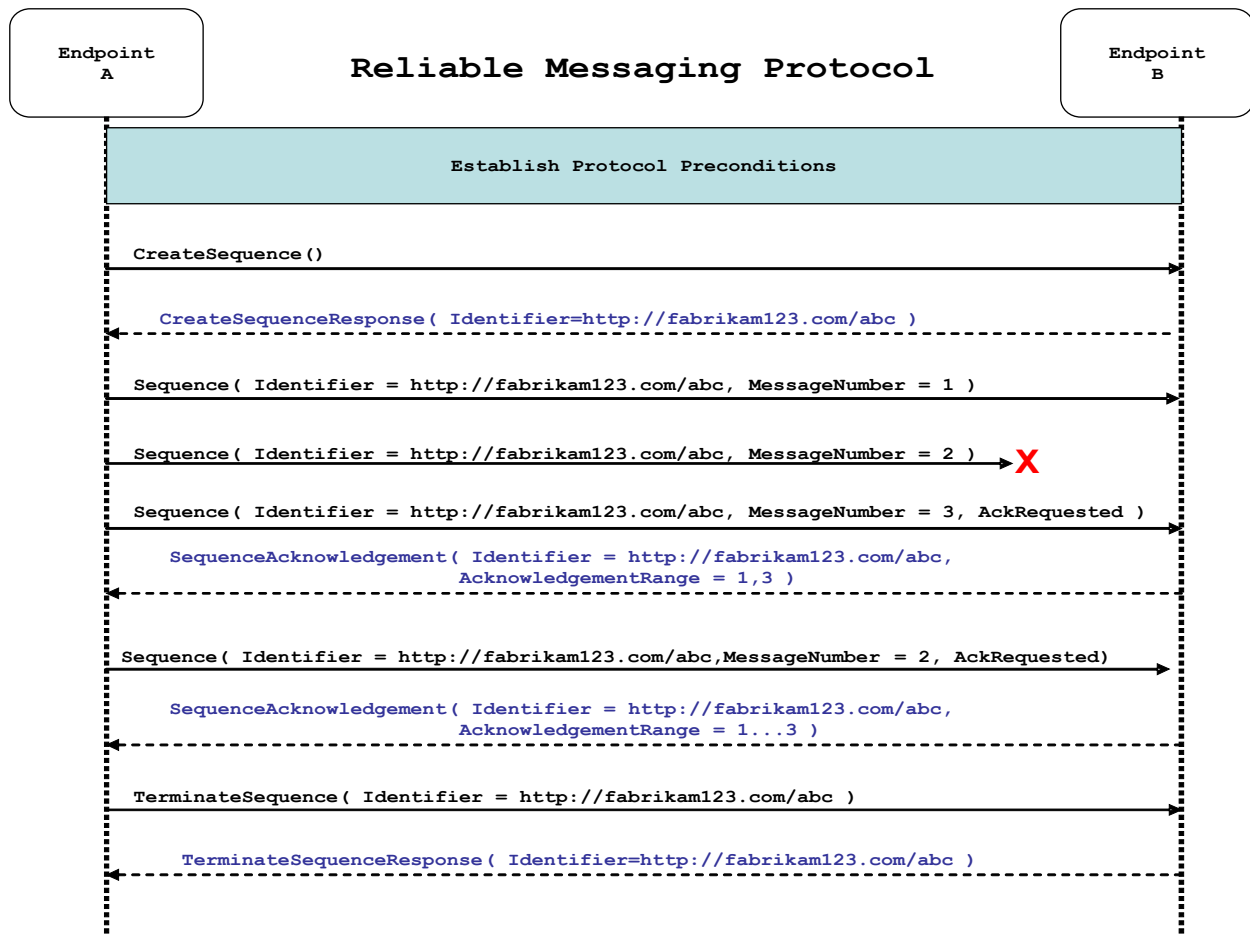 Endpoint
A
Reliable Messaging Protocol
Endpoint
B
Establish Protocol Preconditions
CreateSequence()
CreateSequenceResponse( Identifier=http://fabrikam123.com/abc )
Sequence( Identifier = http://fabrikam123.com/abc, MessageNumber = 1 )
Sequence( Identifier = http://fabrikam123.com/abc, MessageNumber = 2 )
X
Sequence( Identifier = http://fabrikam123.com/abc, MessageNumber = 3, AckRequested )
SequenceAcknowledgement( Identifier = http://fabrikam123.com/abc,
AcknowledgementRange = 1,3 )
Sequence( Identifier = http://fabrikam123.com/abc,MessageNumber = 2, AckRequested)
SequenceAcknowledgement( Identifier = http://fabrikam123.com/abc,
AcknowledgementRange = 1...3 )
TerminateSequence( Identifier = http://fabrikam123.com/abc )
TerminateSequenceResponse( Identifier=http://fabrikam123.com/abc )